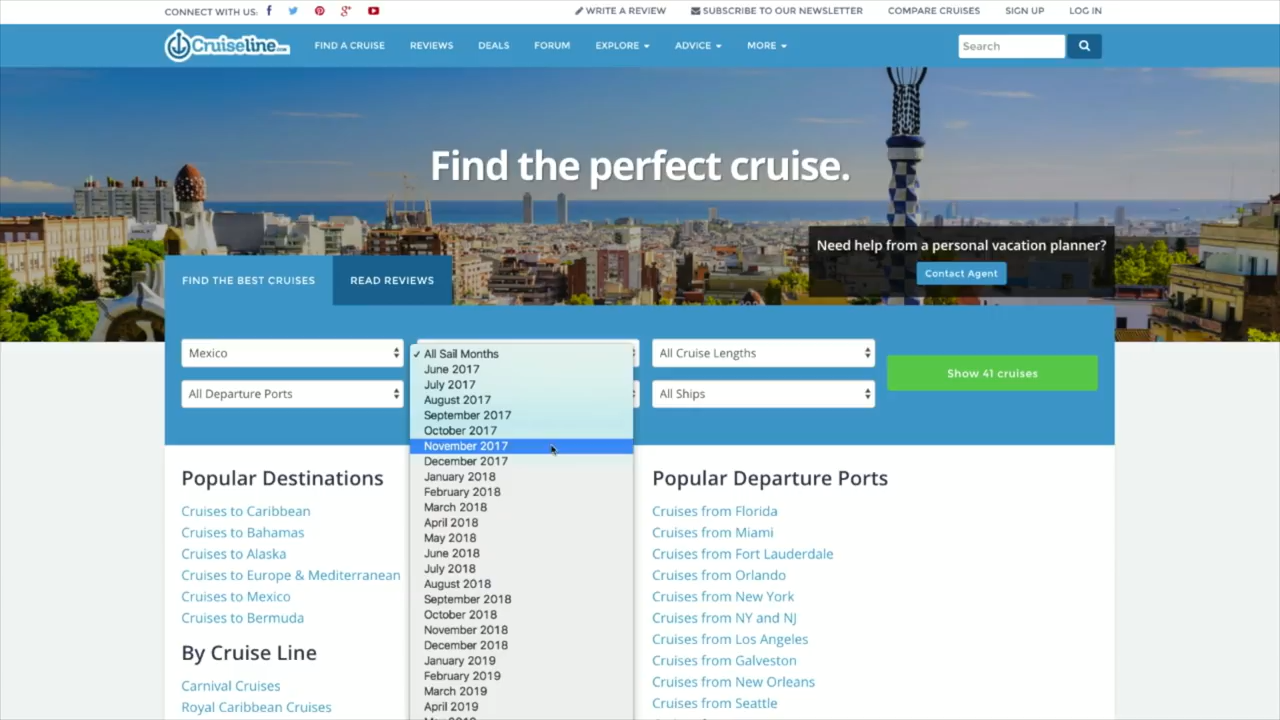 CONNECT WITH US:
WRITE A REVIEW
SUBSCRIBE TO OUR NEWSLETTER
COMPARE CRUISES
SIGN UP
LOG IN
Cruiseline.com
FIND A CRUISE
REVIEWS
DEALS
FORUM
EXPLORE
ADVICE
MORE
Search
Find the perfect cruise.
Need help from a personal vacation planner?
Contact Agent
FIND THE BEST CRUISES
READ REVIEWS
Mexico
All Departure Ports
✓ All Sail Months
June 2017
July 2017
August 2017
September 2017
October 2017
November 2017
December 2017
January 2018
February 2018
March 2018
April 2018
May 2018
June 2018
July 2018
August 2018
September 2018
October 2018
November 2018
December 2018
January 2019
February 2019
March 2019
April 2019
All Cruise Lengths
All Ships
Show 41 cruises
Popular Destinations
Cruises to Caribbean
Cruises to Bahamas
Cruises to Alaska
Cruises to Europe & Mediterranean
Cruises to Mexico
Cruises to Bermuda
By Cruise Line
Carnival Cruises
Royal Caribbean Cruises
Popular Departure Ports
Cruises from Florida
Cruises from Miami
Cruises from Fort Lauderdale
Cruises from Orlando
Cruises from New York
Cruises from NY and NJ
Cruises from Los Angeles
Cruises from Galveston
Cruises from New Orleans
Cruises from Seattle